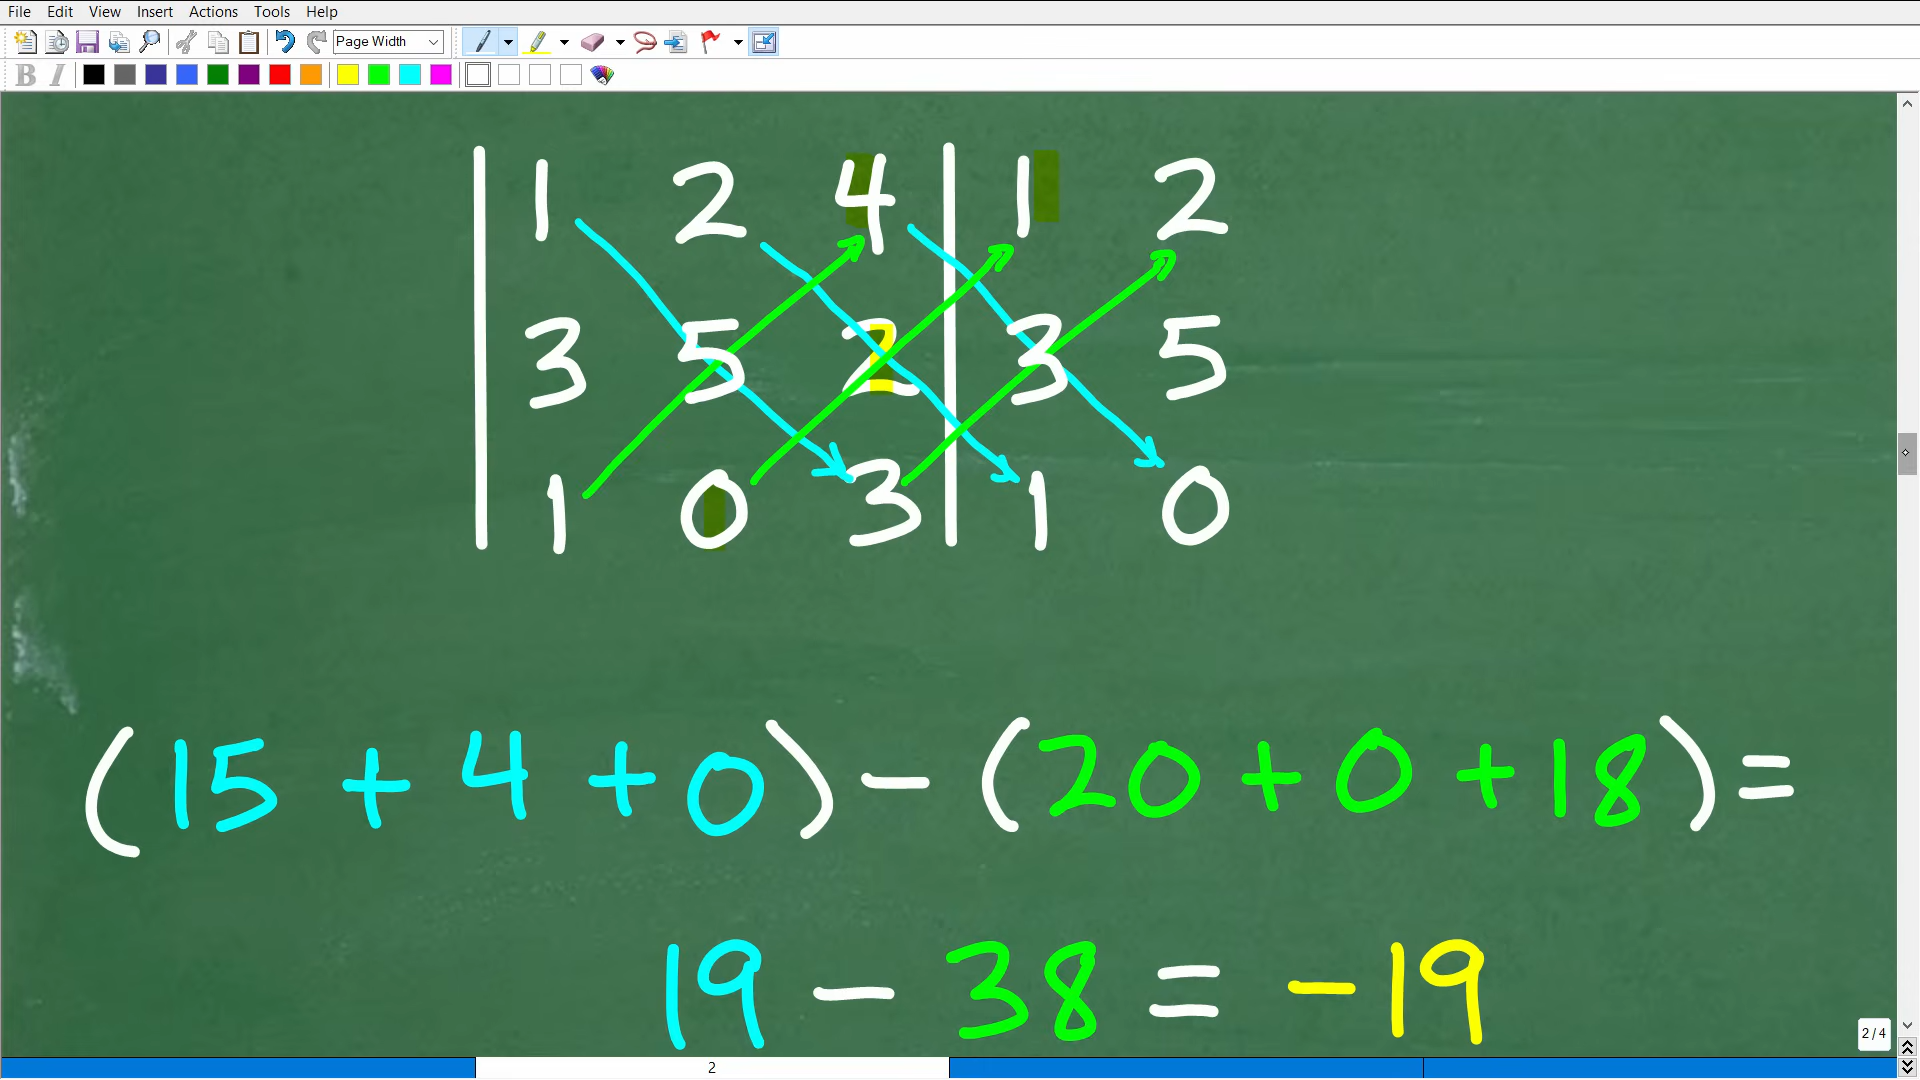 File Edit View Insert Actions Tools Help
Page Width
B I
1 2 4 1 2
3 5 2 3 5
1 0 3 1 0
(15 + 4 + 0) - (20 + 0 + 18) =
19 - 38 = -19
2 / 4
2